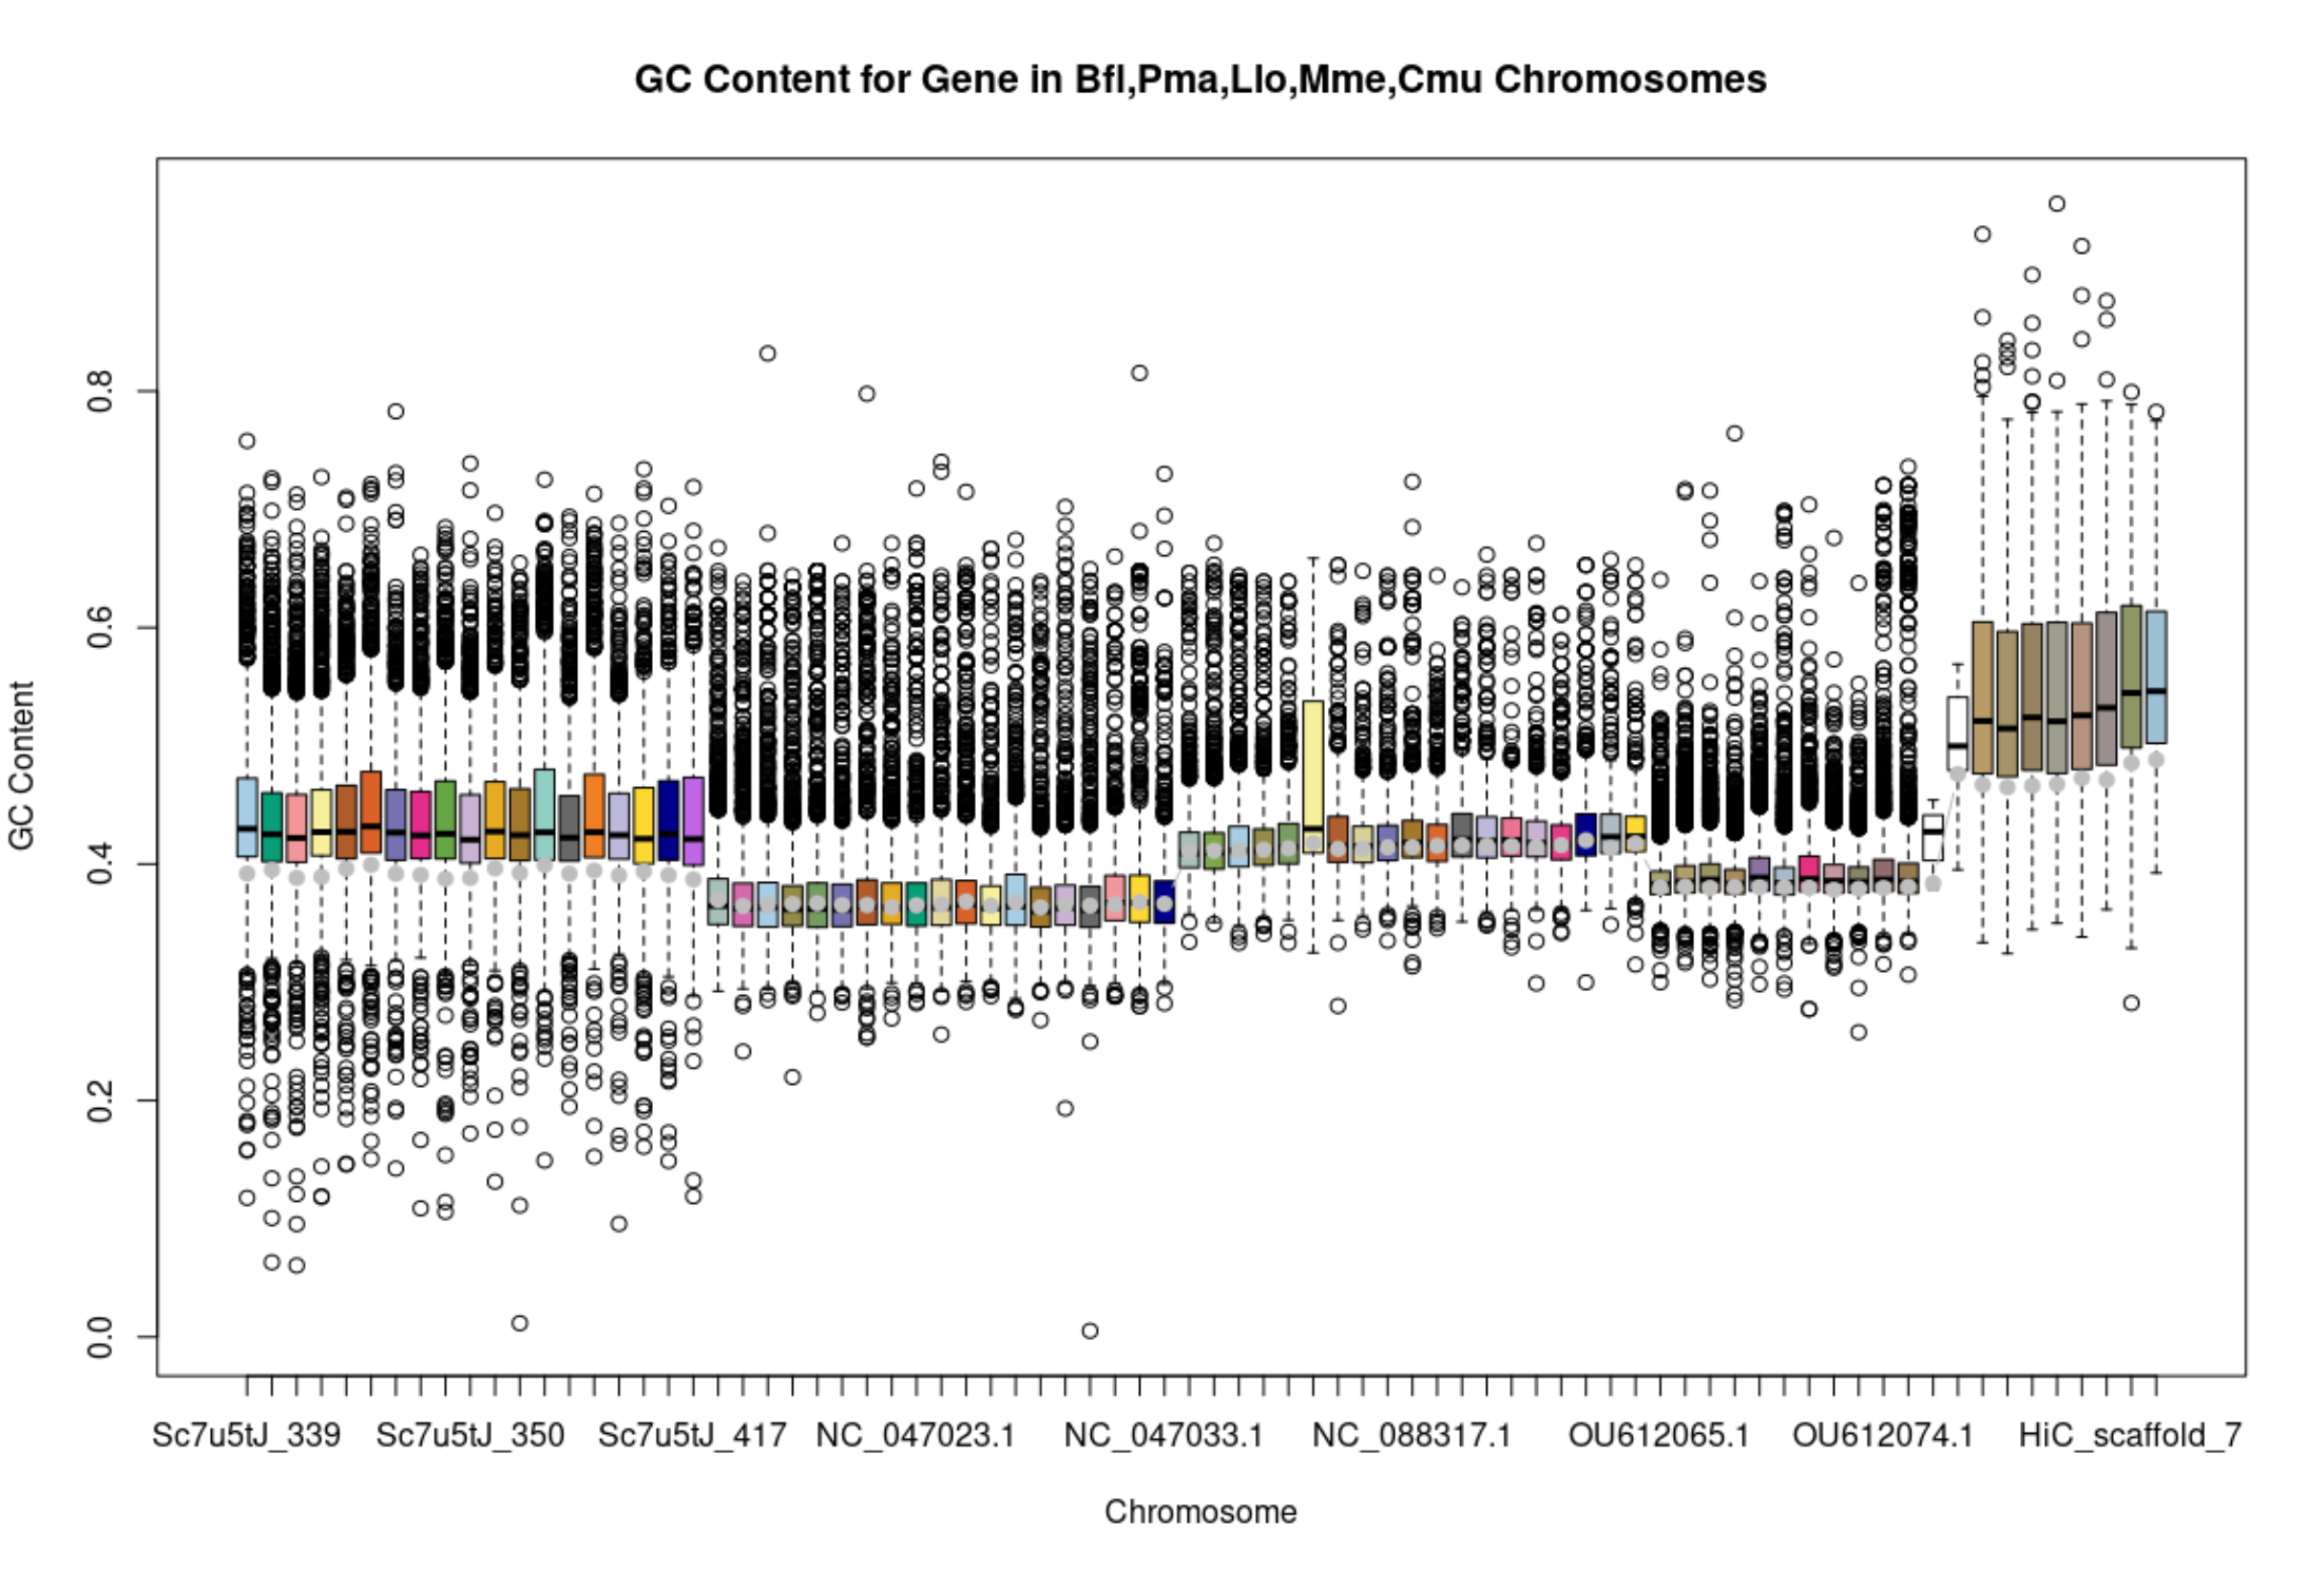 GC Content for Gene in Bfl,Pma,Llo,Mme,Cmu Chromosomes
GC Content
0.8
0.6
0.4
0.2
0.0
Sc7u5tJ_339 Sc7u5tJ_350 Sc7u5tJ_417 NC_047023.1 NC_047033.1 NC_088317.1 OU612065.1 OU612074.1 HiC_scaffold_7
Chromosome